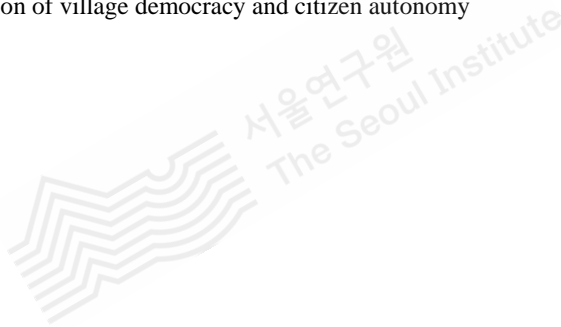 on of village democracy and citizen autonomy
서울연구원
The Seoul Institute